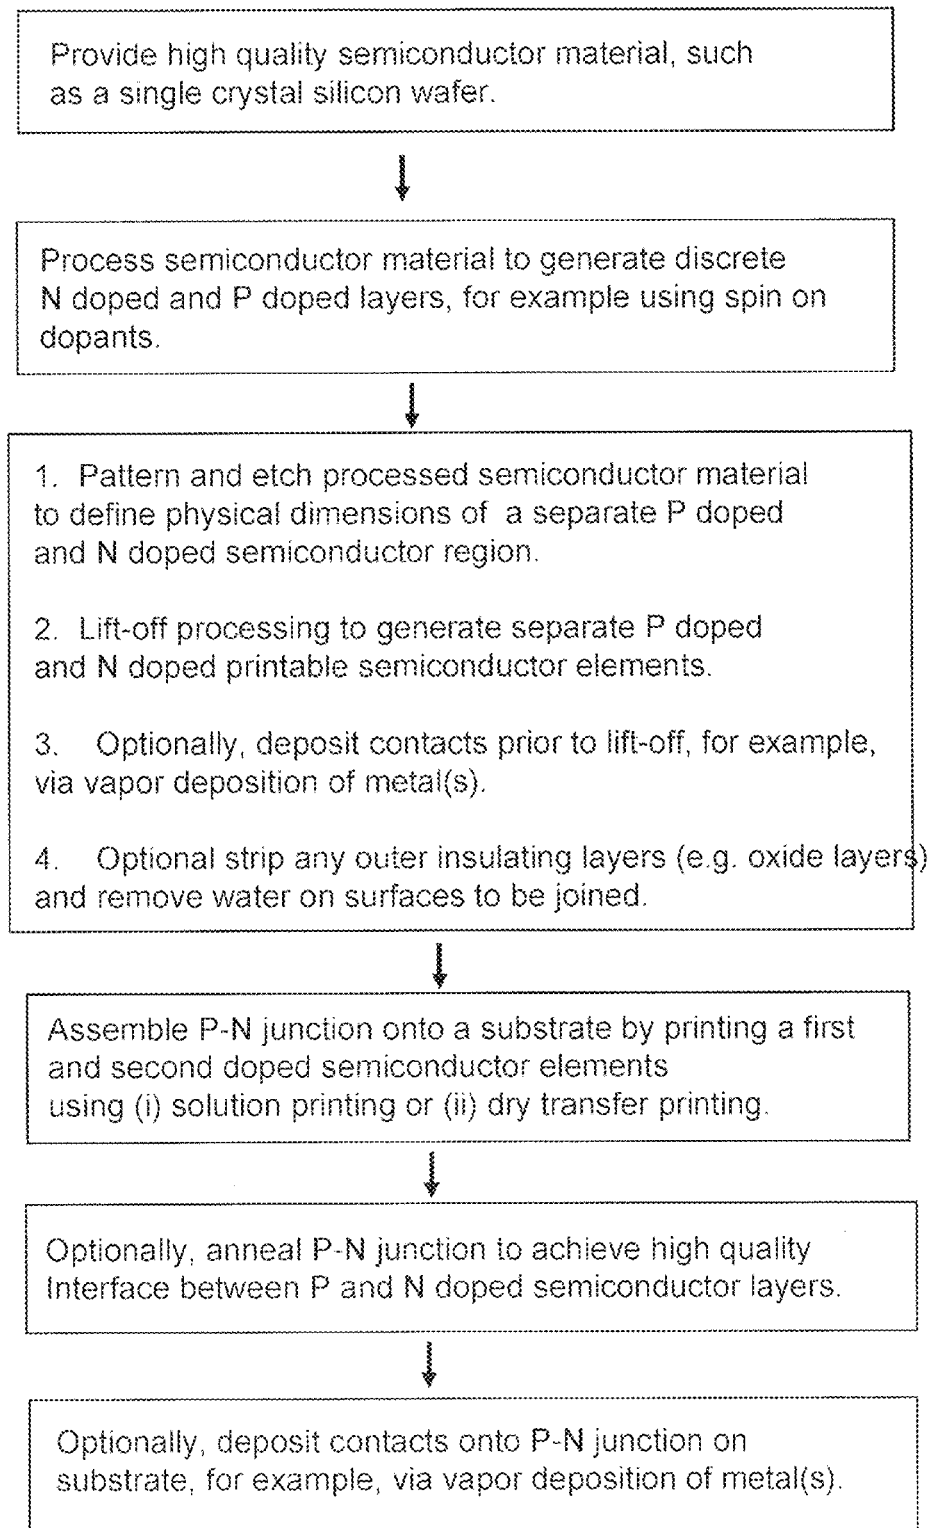 Provide high quality semiconductor material, such
as a single crystal silicon wafer.
Process semiconductor material to generate discrete
N doped and P doped layers, for example using spin on
dopants.
1. Pattern and etch processed semiconductor material
to define physical dimensions of a separate P doped
and N doped semiconductor region.
2. Lift-off processing to generate separate P doped
and N doped printable semiconductor elements.
3. Optionally, deposit contacts prior to lift-off, for example,
via vapor deposition of metal(s).
4. Optional strip any outer insulating layers (e.g. oxide layers)
and remove water on surfaces to be joined.
Assemble P-N junction onto a substrate by printing a first
and second doped semiconductor elements
using (i) solution printing or (ii) dry transfer printing.
Optionally, anneal P-N junction to achieve high quality
Interface between P and N doped semiconductor layers.
Optionally, deposit contacts onto P-N junction on
substrate, for example, via vapor deposition of metal(s).